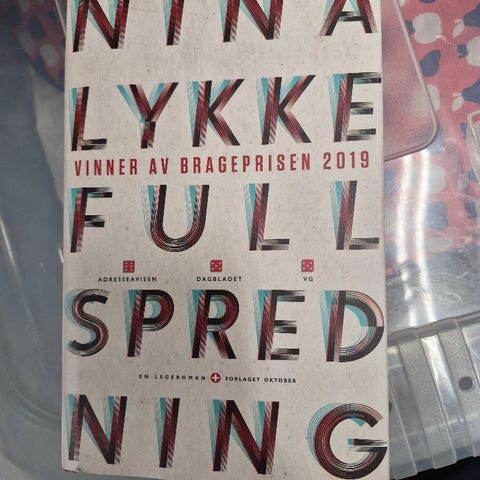 NINA
LYKKE
VINNER AV BRAGEPRISEN 2019
FULL
ADRESSEAVISEN DAGBLADET VG
SPRED
EN LEGEROMAN + FORLAGET OKTOBER
NING